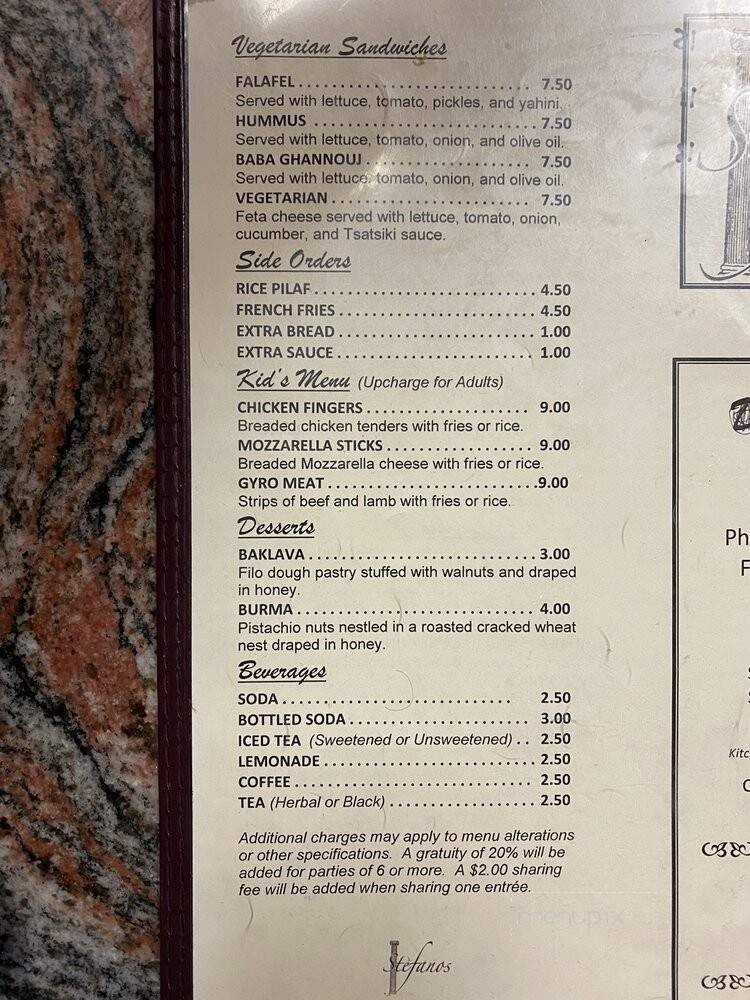 Vegetarian Sandwiches
FALAFEL............................ 7.50
Served with lettuce, tomato, pickles, and yahini.
HUMMUS ...........................7.50
Served with lettuce, tomato, onion, and olive oil.
BABA GHANNOUJ.................... 7.50
Served with lettuce, tomato, onion, and olive oil.
VEGETARIAN........................ 7.50
Feta cheese served with lettuce, tomato, onion,
cucumber, and Tsatsiki sauce.
Side Orders
RICE PILAF...........................4.50
FRENCH FRIES........................4.50
EXTRA BREAD........................ 1.00
EXTRA SAUCE........................ 1.00
Kid's Menu (Upcharge for Adults)
CHICKEN FINGERS.................... 9.00
Breaded chicken tenders with fries or rice.
MOZZARELLA STICKS.................. 9.00
Breaded Mozzarella cheese with fries or rice.
GYRO MEAT..........................9.00
Strips of beef and lamb with fries or rice.
Desserts
BAKLAVA............................3.00
Filo dough pastry stuffed with walnuts and draped
in honey.
BURMA............................. 4.00
Pistachio nuts nestled in a roasted cracked wheat
nest draped in honey.
Beverages
SODA............................ 2.50
BOTTLED SODA...................... 3.00
ICED TEA (Sweetened or Unsweetened).. 2.50
LEMONADE.......................... 2.50
COFFEE............................. 2.50
TEA (Herbal or Black).................. 2.50
Additional charges may apply to menu alterations
or other specifications. A gratuity of 20% will be
added for parties of 6 or more. A $2.00 sharing
fee will be added when sharing one entrée.
Stefanos
Ph
F
Kitc